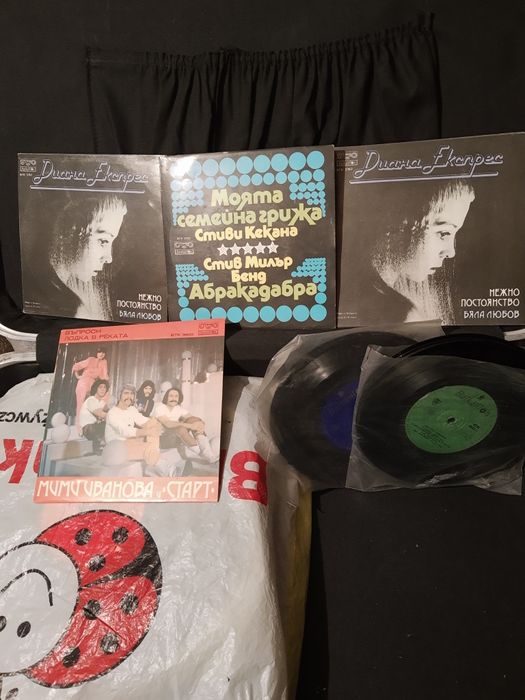 Диана Експрес
НЕЖНО
ПОСТОЯНСТВО
БЯЛА ЛЮБОВ
Моята
семейна грижа
Стиви Кекана
Стив Милър
Бенд
Абракадабра
Диана Експрес
НЕЖНО
ПОСТОЯНСТВО
БЯЛА ЛЮБОВ
ВЪПРОСИ
ЛОДКА В РЕКАТА
МИМИ ИВАНОВА и "СТАРТ"